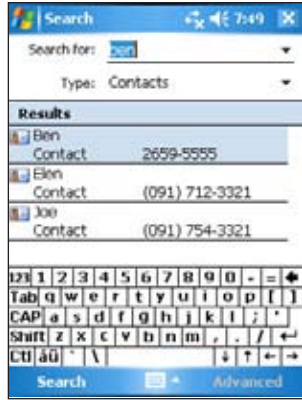 Search 7:49 X
Search for: ben
Type: Contacts
Results
Ben
Contact 2659-5555
Elen
Contact (091) 712-3321
Joe
Contact (091) 754-3321
123 1 2 3 4 5 6 7 8 9 0 - =
Tab q w e r t y u i o p [ ]
CAP a s d f g h j k l ; '
Shift z x c v b n m , . /
Ctl áü ` \
Search Advanced